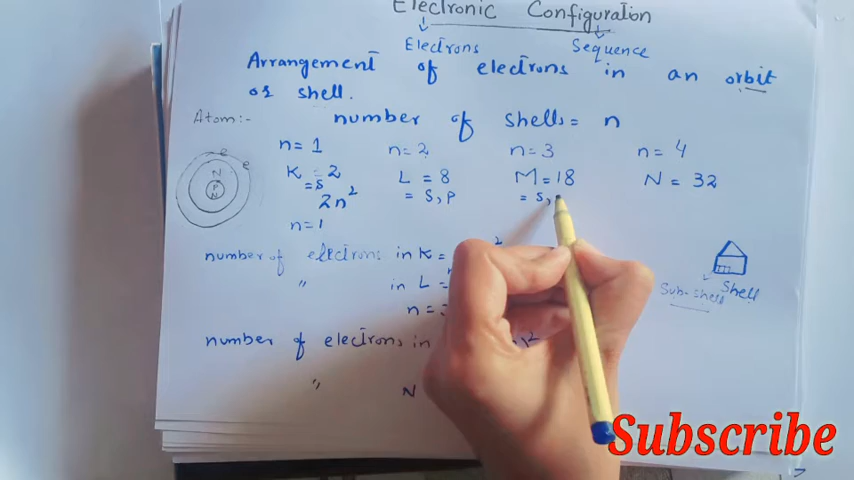 Electronic Configuration
Electrons Sequence
Arrangement of electrons in an orbit
or shell.
Atom:- number of shells = n
n = 1 n = 2 n = 3 n = 4
K = 2 L = 8 M = 18 N = 32
= s = s, p = s,
2n²
n = 1
e
e
N
P
N
number of electrons in K = ²
" in L =
n =
number of electrons in ²
" N
Sub-shell Shell
Subscribe